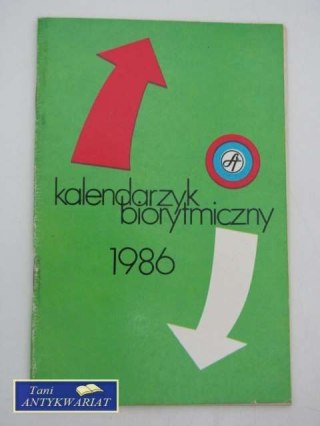 A
kalendarzyk
biorytmiczny
1986
Tani
ANTYKWARIAT